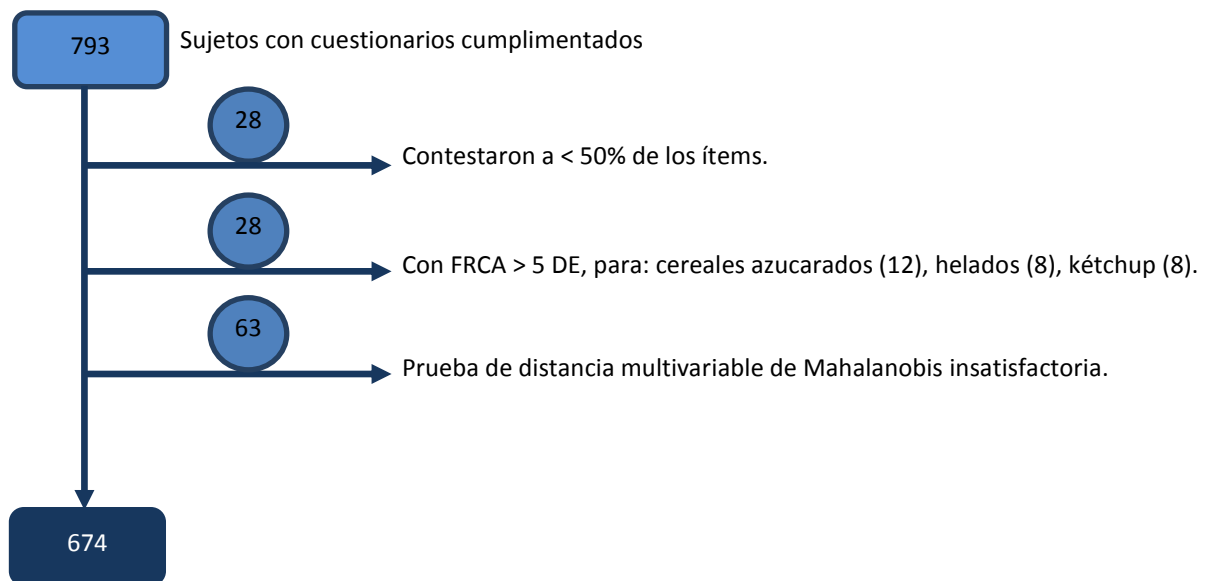 793
Sujetos con cuestionarios cumplimentados
28
Contestaron a < 50% de los ítems.
28
Con FRCA > 5 DE, para: cereales azucarados (12), helados (8), kétchup (8).
63
Prueba de distancia multivariable de Mahalanobis insatisfactoria.
674